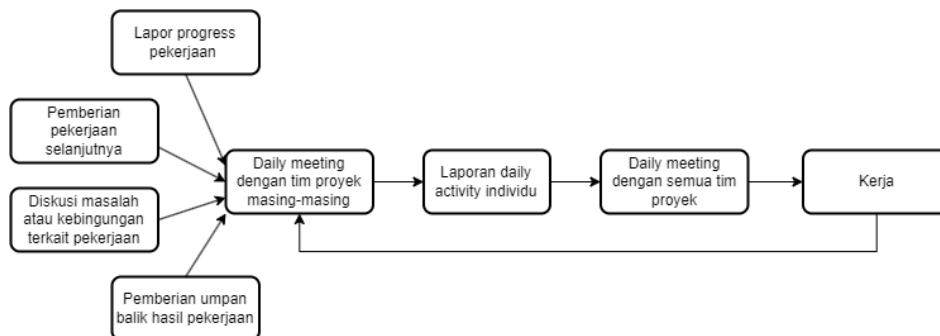 Lapor progress
pekerjaan
Pemberian
pekerjaan
selanjutnya
Diskusi masalah
atau kebingungan
terkait pekerjaan
Pemberian umpan
balik hasil pekerjaan
Daily meeting
dengan tim proyek
masing-masing
Laporan daily
activity individu
Daily meeting
dengan semua tim
proyek
Kerja